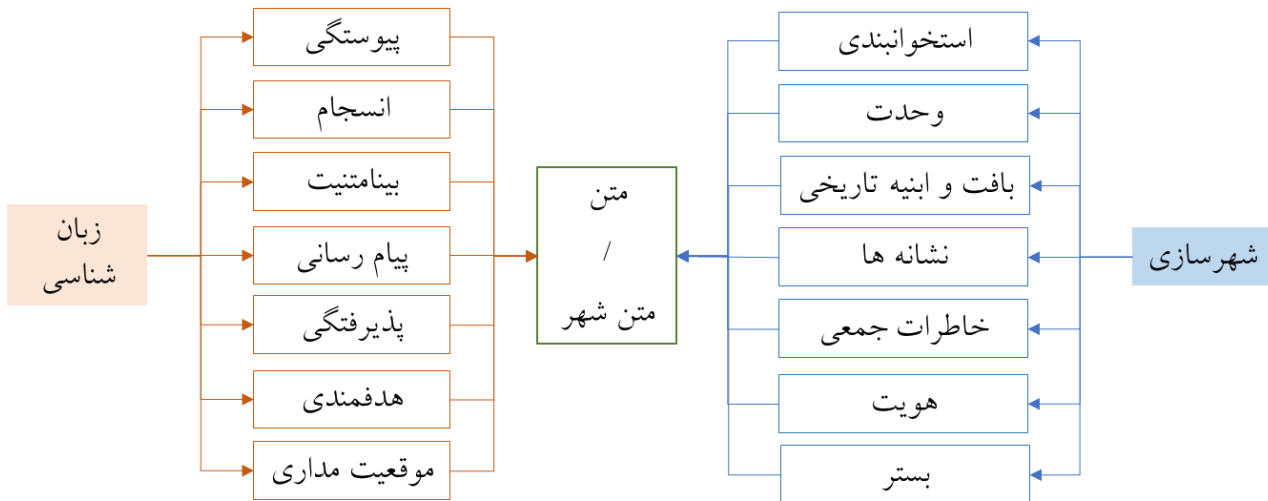 شهرسازی
استخوانبندی
وحدت
بافت و ابنیه تاریخی
نشانه ها
خاطرات جمعی
هویت
بستر
متن
/
متن شهر
پیوستگی
انسجام
بینامتنیت
پیام رسانی
پذیرفتگی
هدفمندی
موقعیت مداری
زبان
شناسی